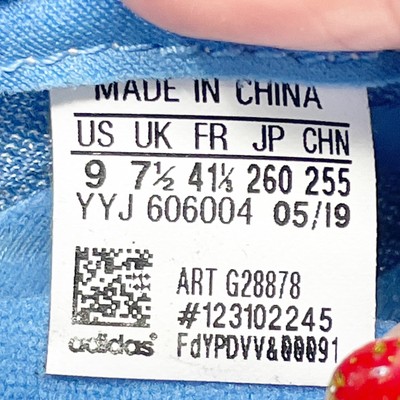 MADE IN CHINA
US UK FR JP CHN
9 7½ 41⅓ 260 255
YYJ 606004 05/19
ART G28878
#123102245
adidas